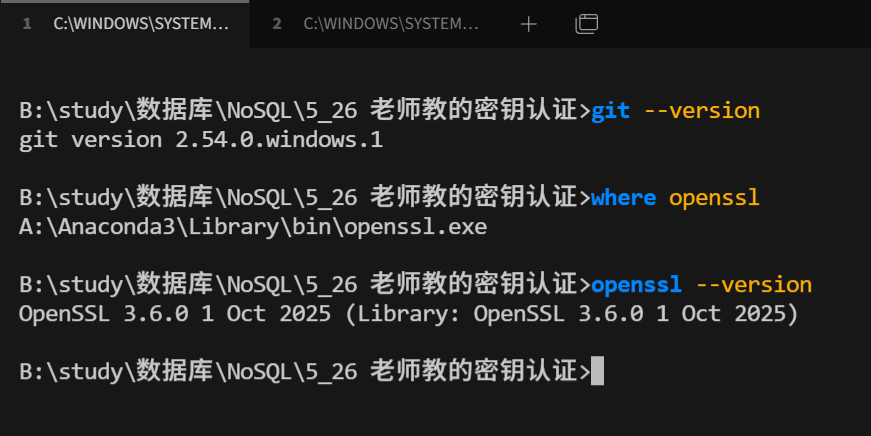 1 C:\WINDOWS\SYSTEM... 2 C:\WINDOWS\SYSTEM...
B:\study\数据库\NoSQL\5_26 老师教的密钥认证>git --version
git version 2.54.0.windows.1
B:\study\数据库\NoSQL\5_26 老师教的密钥认证>where openssl
A:\Anaconda3\Library\bin\openssl.exe
B:\study\数据库\NoSQL\5_26 老师教的密钥认证>openssl --version
OpenSSL 3.6.0 1 Oct 2025 (Library: OpenSSL 3.6.0 1 Oct 2025)
B:\study\数据库\NoSQL\5_26 老师教的密钥认证>